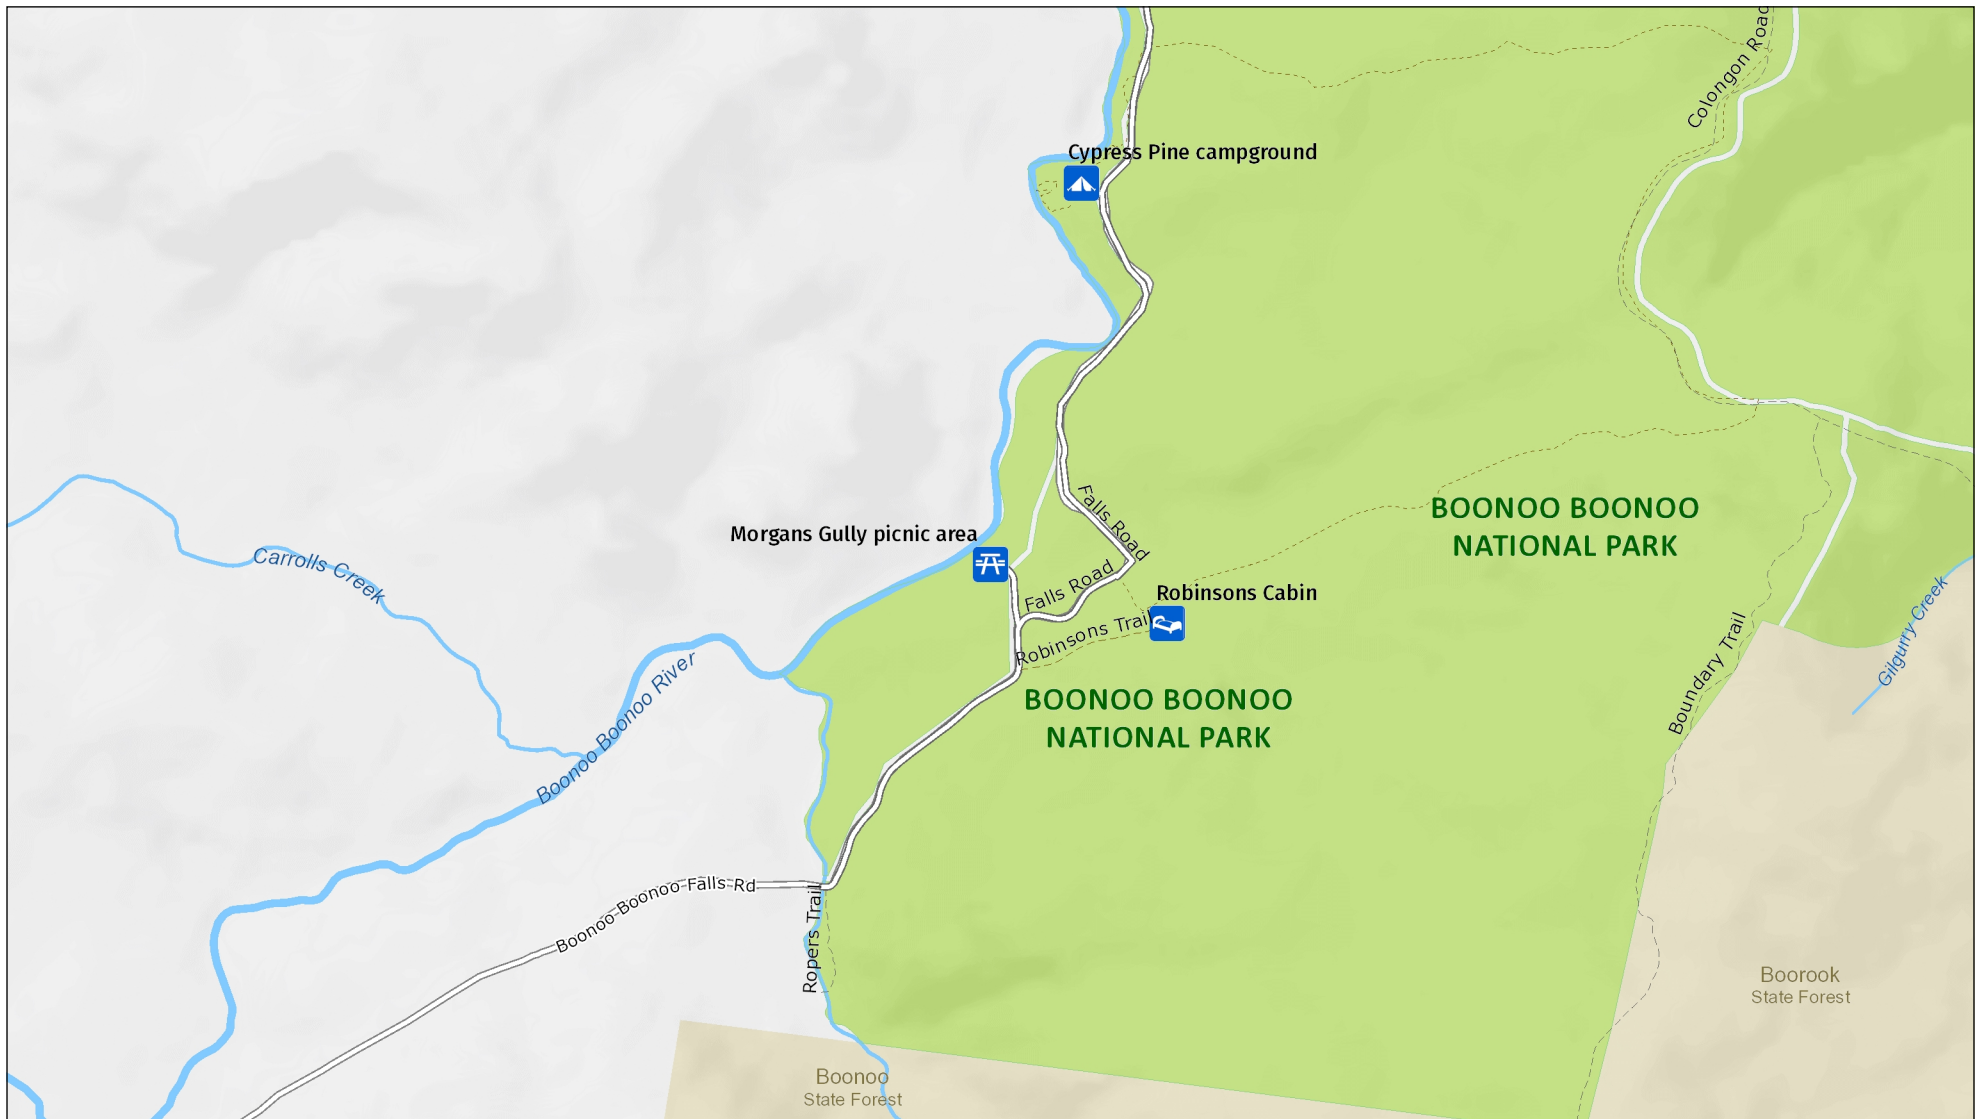 Colongon Road
Cypress Pine campground
BOONOO BOONOO
NATIONAL PARK
Falls Road
Morgans Gully picnic area
Carrolls Creek
Falls Road
Robinsons Cabin
Robinsons Trail
Gilgurry Creek
Boundary Trail
Boonoo Boonoo River
BOONOO BOONOO
NATIONAL PARK
Boonoo Boonoo Falls Rd
Ropers Trail
Boorook
State Forest
Boonoo
State Forest